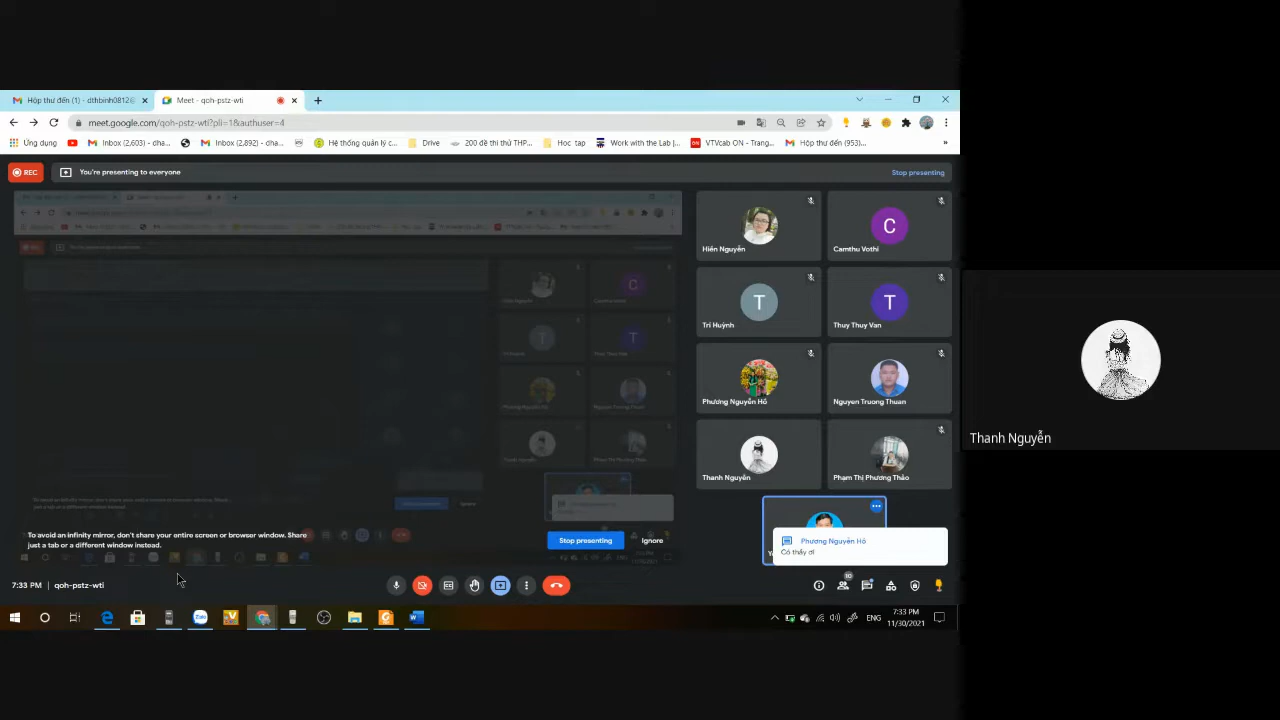 Hộp thư đến (1) - dthbinh0812@
Meet - qoh-pstz-wti
meet.google.com/qoh-pstz-wti?pli=1&authuser=4
Ứng dụng
Inbox (2,603) - cha...
Inbox (2,892) - cha...
Hệ thống quản lý c...
Drive
200 đề thi thử THP...
Học tập
Work with the Lab |...
VTVcab ON - Trang...
Hộp thư đến (953)...
»
REC
You're presenting to everyone
Stop presenting
Hiền Nguyễn
C
Camthu Vothi
T
Trí Huỳnh
T
Thuy Thuy Van
Phương Nguyễn Hồ
Nguyen Truong Thuan
Thanh Nguyễn
Phạm Thị Phương Thảo
Thanh Nguyễn
To avoid an infinity mirror, don't share your entire screen or browser window. Share
just a tab or a different window instead.
Stop presenting
Ignore
Phương Nguyễn Hồ
Có thấy ơi
7:33 PM | qoh-pstz-wti
10
ENG
7:33 PM
11/30/2021